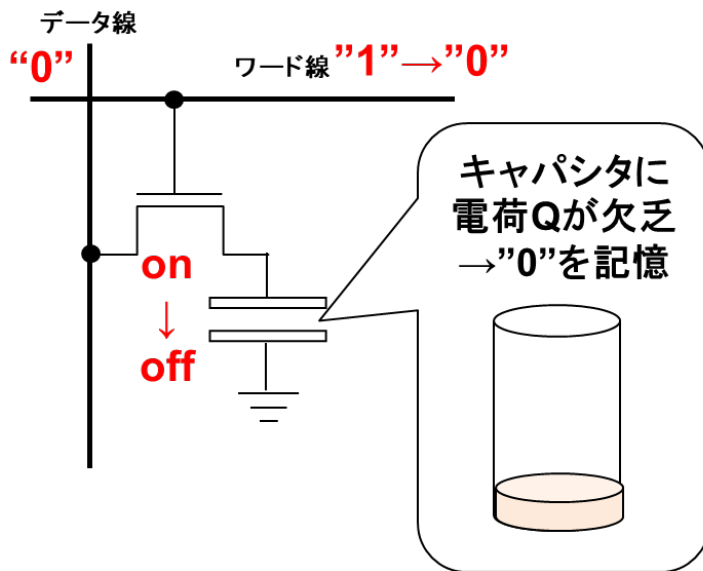 データ線
“0”
ワード線 ”1”→”0”
キャパシタに
電荷Qが欠乏
→”0”を記憶
on
↓
off